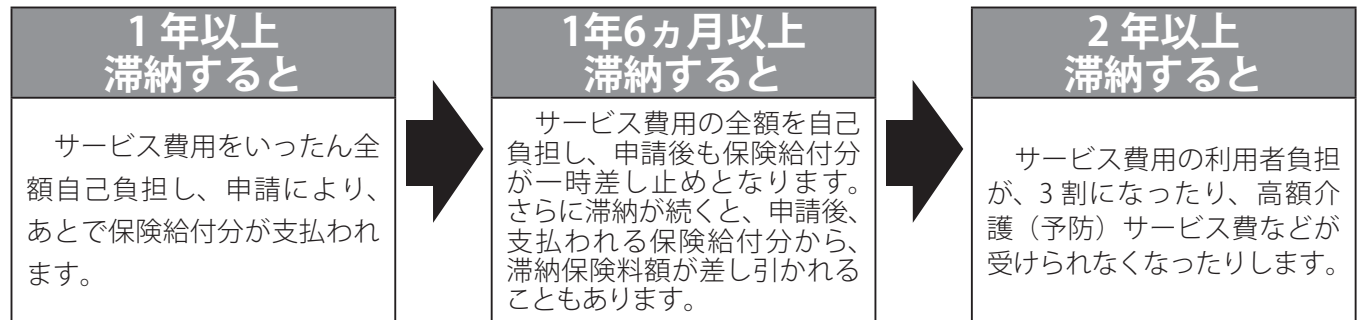 1年以上
滞納すると
サービス費用をいったん全
額自己負担し、申請により、
あとで保険給付分が支払われ
ます。
1年6ヵ月以上
滞納すると
サービス費用の全額を自己
負担し、申請後も保険給付分
が一時差し止めとなります。
さらに滞納が続くと、申請後、
支払われる保険給付分から、
滞納保険料額が差し引かれる
こともあります。
2年以上
滞納すると
サービス費用の利用者負担
が、3割になったり、高額介
護（予防）サービス費などが
受けられなくなったりします。